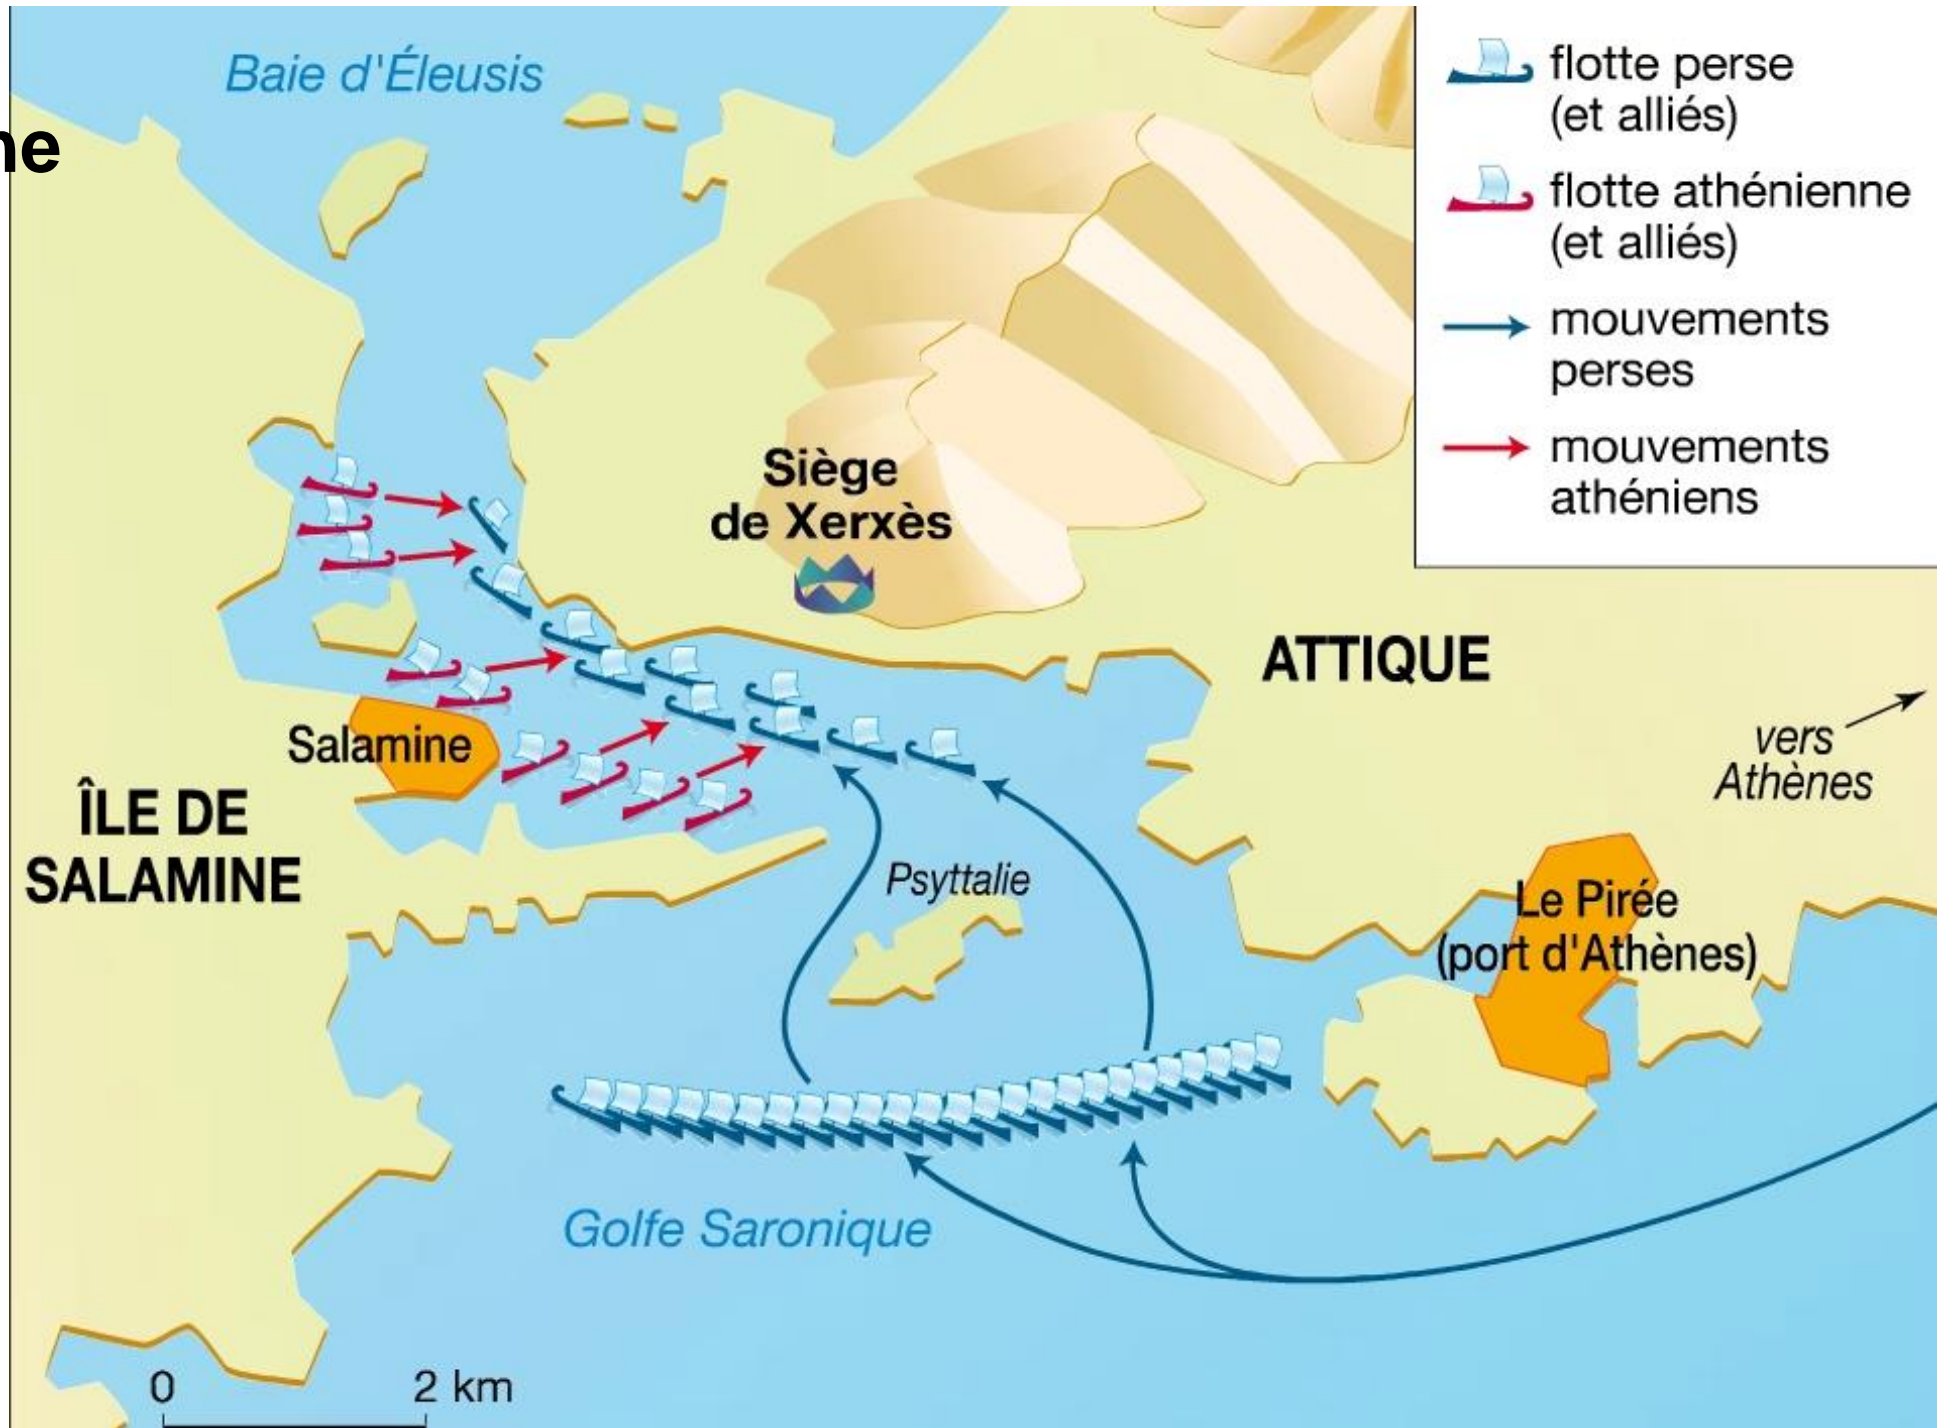 Baie d'Éleusis
ne
flotte perse
(et alliés)
flotte athénienne
(et alliés)
mouvements
perses
mouvements
athéniens
Siège
de Xerxès
ATTIQUE
vers
Athènes
Salamine
ÎLE DE
SALAMINE
Psyttalie
Le Pirée
(port d'Athènes)
Golfe Saronique
0 2 km